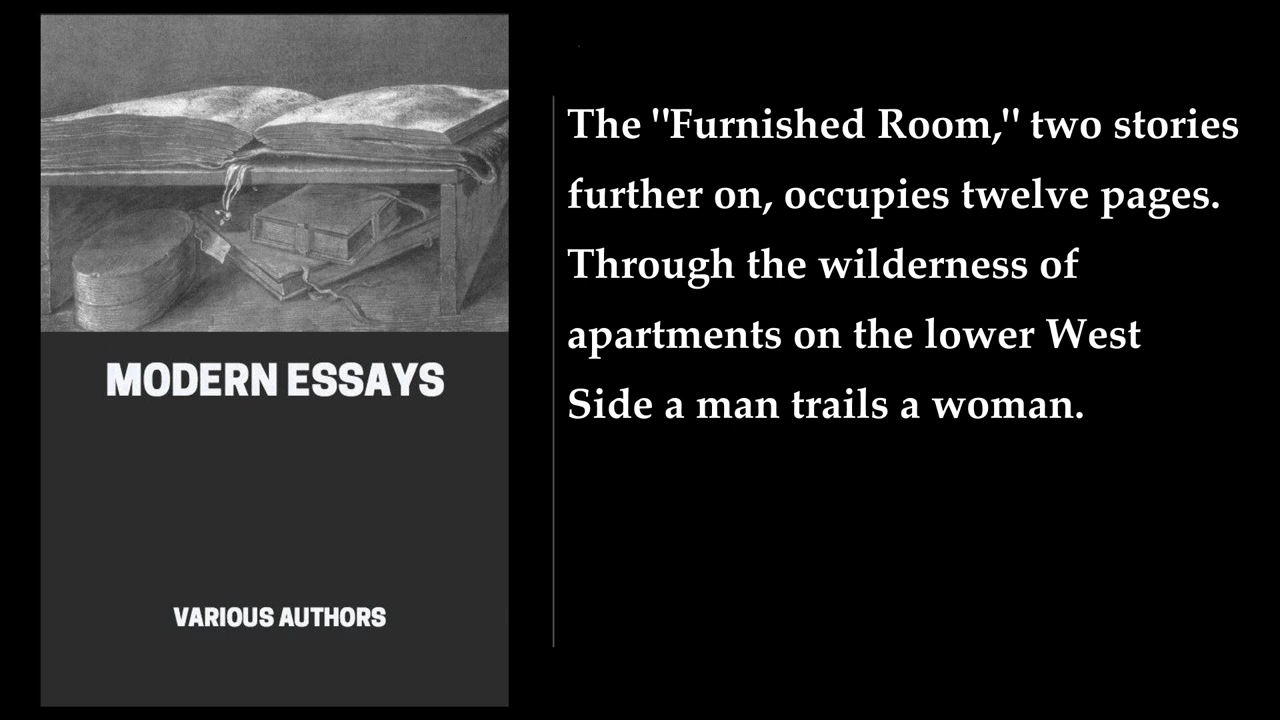 MODERN ESSAYS
VARIOUS AUTHORS
The "Furnished Room," two stories
further on, occupies twelve pages.
Through the wilderness of
apartments on the lower West
Side a man trails a woman.